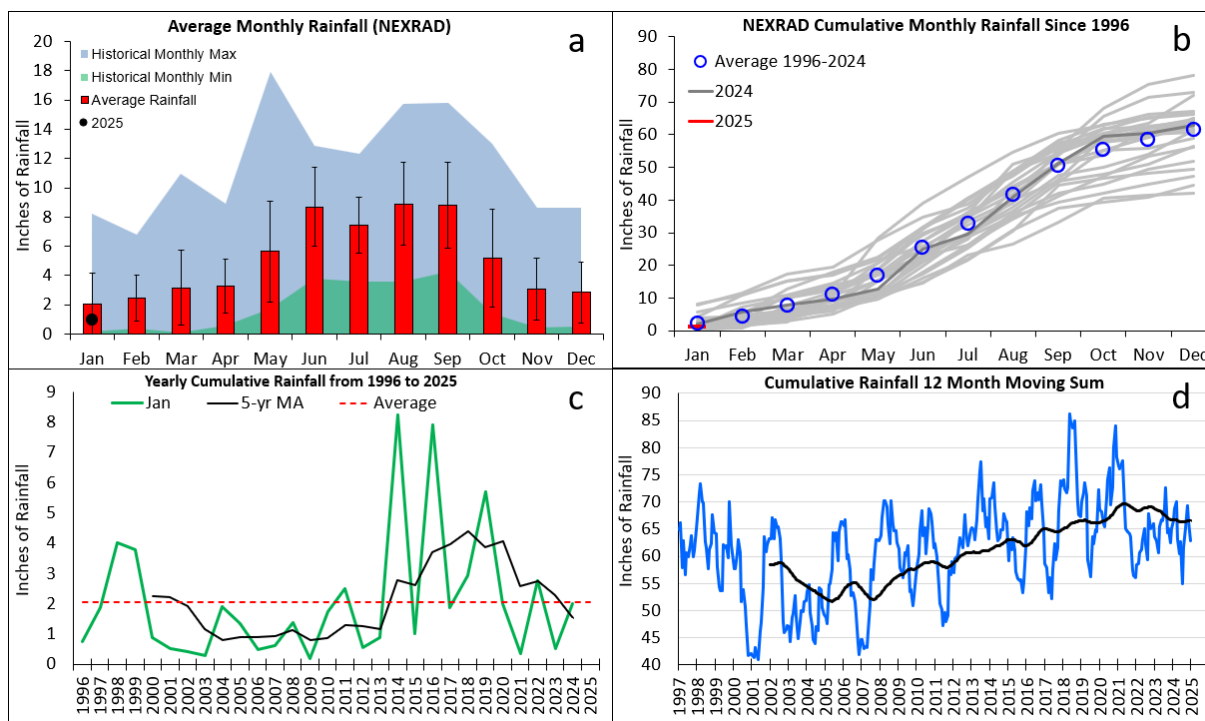 Average Monthly Rainfall (NEXRAD)
a
Inches of Rainfall
20
18
16
14
12
10
8
6
4
2
0
Historical Monthly Max
Historical Monthly Min
Average Rainfall
2025
Jan Feb Mar Apr May Jun Jul Aug Sep Oct Nov Dec
NEXRAD Cumulative Monthly Rainfall Since 1996
b
Inches of Rainfall
90
80
70
60
50
40
30
20
10
0
Average 1996-2024
2024
2025
Jan Feb Mar Apr May Jun Jul Aug Sep Oct Nov Dec
Yearly Cumulative Rainfall from 1996 to 2025
c
Jan 5-yr MA Average
Inches of Rainfall
9
8
7
6
5
4
3
2
1
0
1996 1997 1998 1999 2000 2001 2002 2003 2004 2005 2006 2007 2008 2009 2010 2011 2012 2013 2014 2015 2016 2017 2018 2019 2020 2021 2022 2023 2024 2025
Cumulative Rainfall 12 Month Moving Sum
d
Inches of Rainfall
90
85
80
75
70
65
60
55
50
45
40
1997 1998 1999 2000 2001 2002 2003 2004 2005 2006 2007 2008 2009 2010 2011 2012 2013 2014 2015 2016 2017 2018 2019 2020 2021 2022 2023 2024 2025